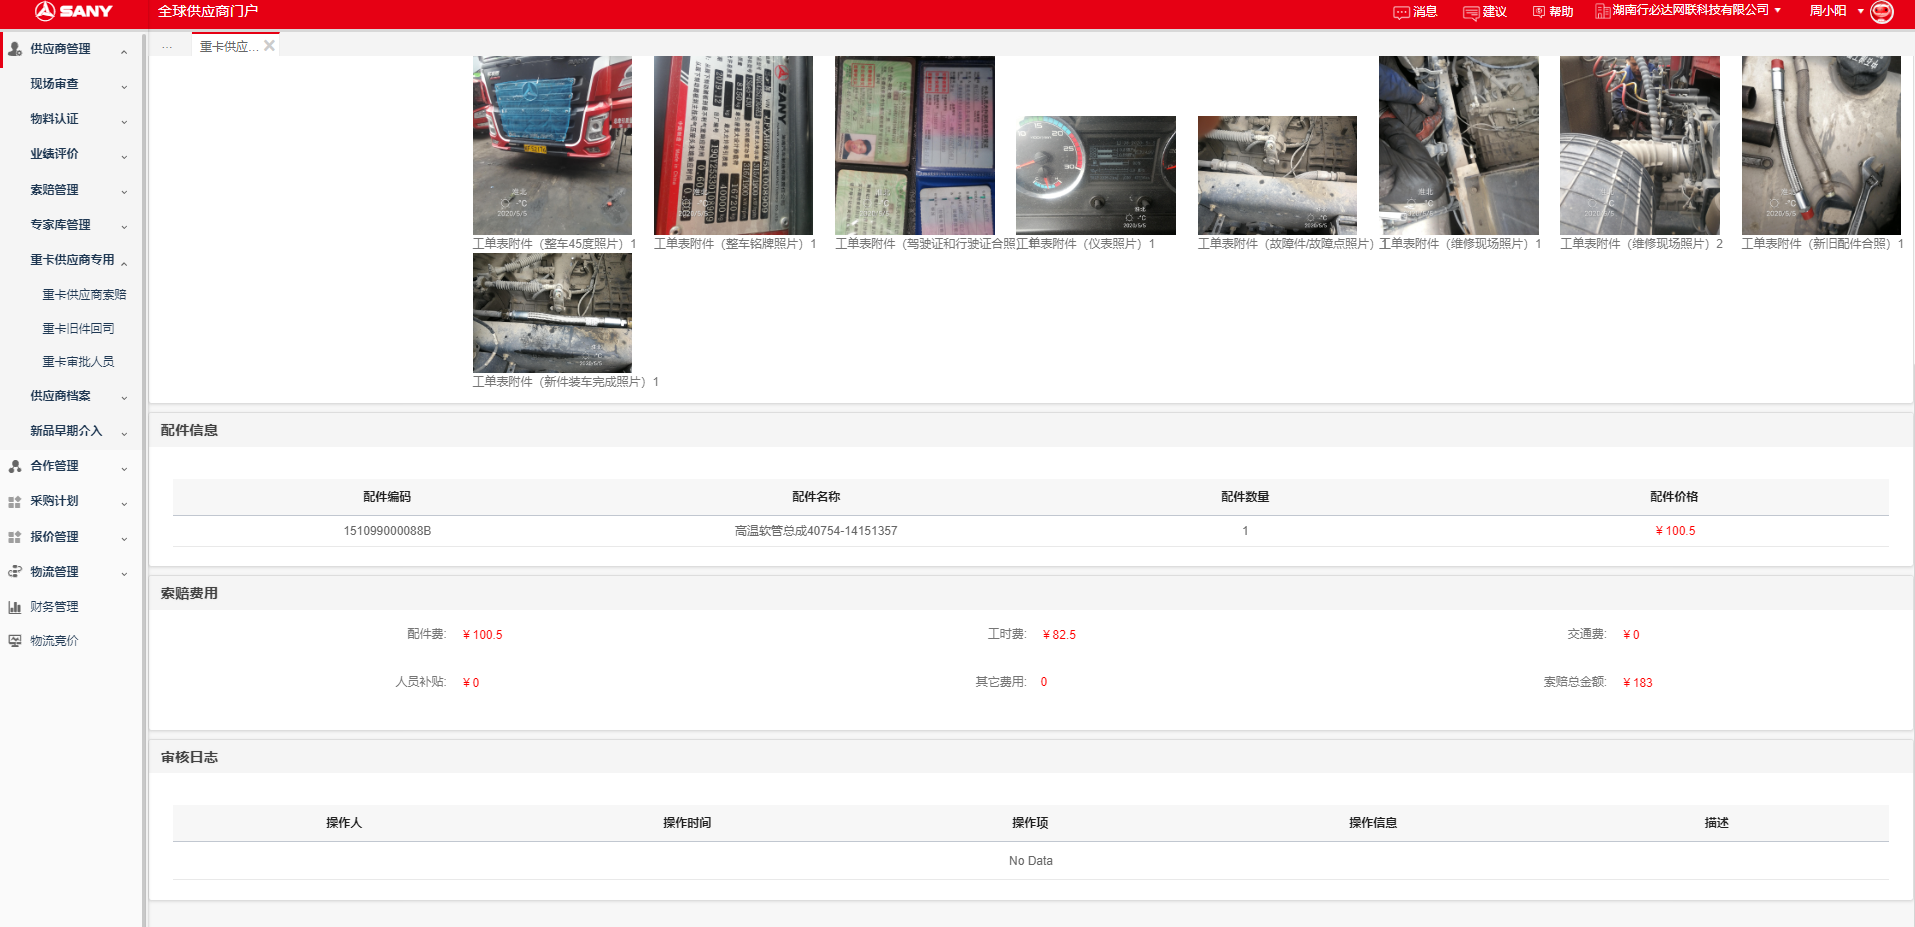 SANY
全球供应商门户
消息
建议
帮助
湖南行必达网联科技有限公司
周小阳
供应商管理
现场审查
物料认证
业绩评价
索赔管理
专家库管理
重卡供应商专用
重卡供应商索赔
重卡旧件回司
重卡审批人员
供应商档案
新品早期介入
合作管理
采购计划
报价管理
物流管理
财务管理
物流竞价
...
重卡供应...
淮北
℃
2020/5/5
SANY
工单表附件（整车45度照片）1
工单表附件（整车铭牌照片）1
工单表附件（驾驶证和行驶证合照）
工单表附件（仪表照片）1
工单表附件（故障件/故障点照片）
工单表附件（维修现场照片）1
工单表附件（维修现场照片）2
工单表附件（新旧配件合照）1
工单表附件（新件装车完成照片）1
配件信息
配件编码 配件名称 配件数量 配件价格
151099000088B 高温软管总成40754-14151357 1 ￥100.5
索赔费用
配件费: ￥100.5 工时费: ￥82.5 交通费: ￥0
人员补贴: ￥0 其它费用: 0 索赔总金额: ￥183
审核日志
操作人 操作时间 操作项 操作信息 描述
No Data